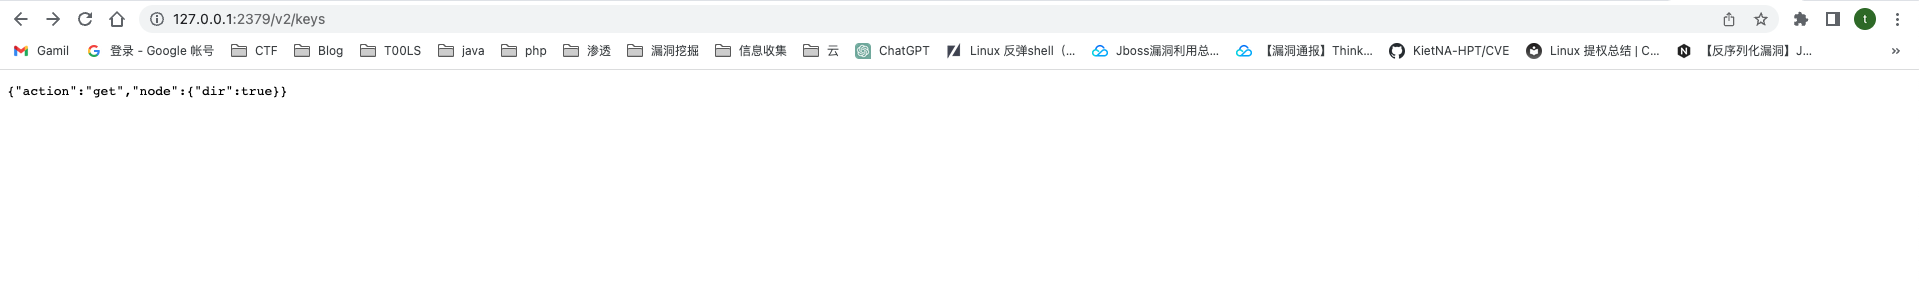 127.0.0.1:2379/v2/keys
t
Gamil 登录 - Google 帐号 CTF Blog T00LS java php 渗透 漏洞挖掘 信息收集 云 ChatGPT Linux 反弹shell（... Jboss漏洞利用总... 【漏洞通报】Think... KietNA-HPT/CVE Linux 提权总结 | C... 【反序列化漏洞】J... »
{"action":"get","node":{"dir":true}}